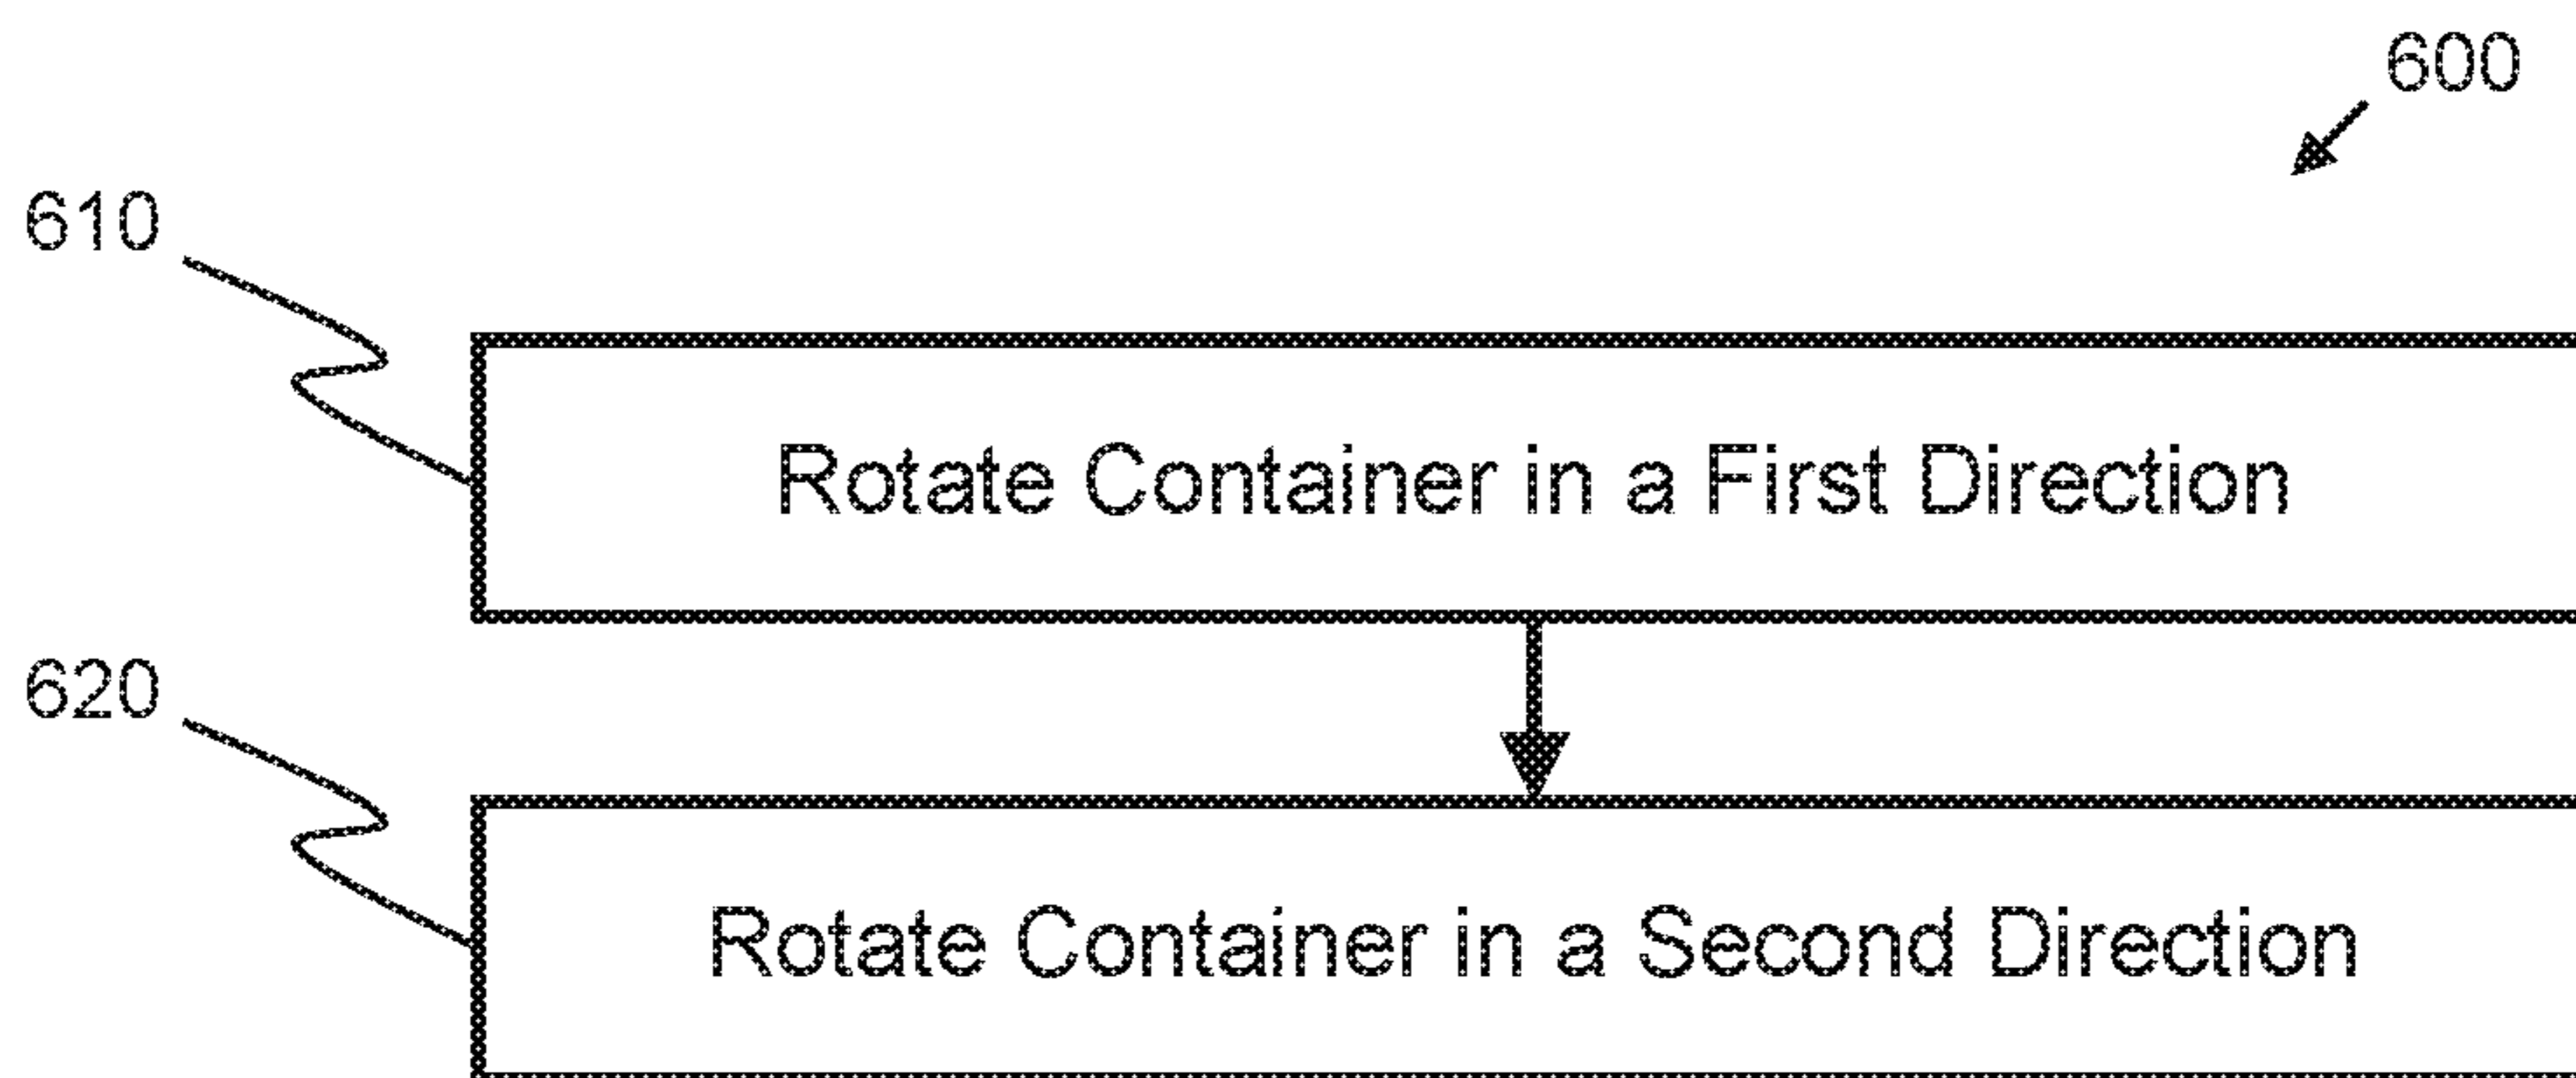 600
610
Rotate Container in a First Direction
620
Rotate Container in a Second Direction